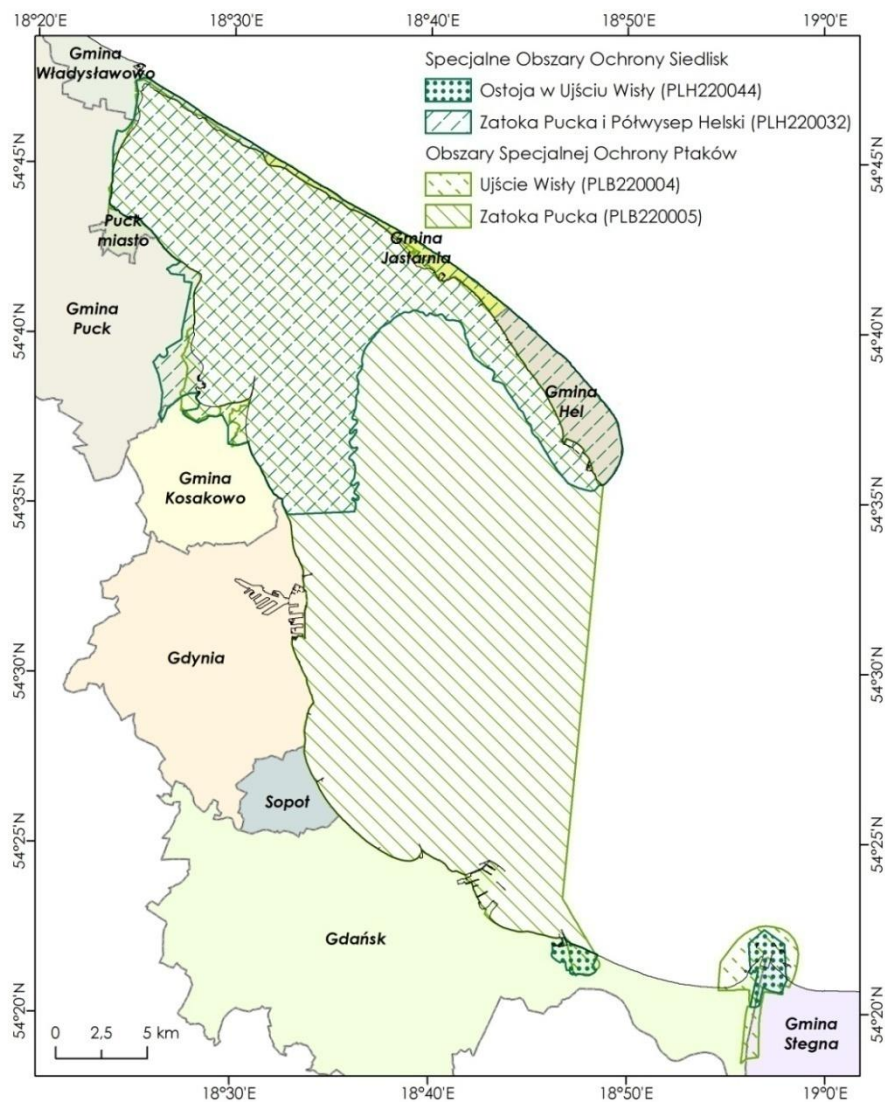 18°20'E
18°30'E
18°40'E
18°50'E
19°0'E
Gmina
Władysławowo
Specjalne Obszary Ochrony Siedlisk
Ostoja w Ujściu Wisły (PLH220044)
Zatoka Pucka i Półwysep Helski (PLH220032)
Obszary Specjalnej Ochrony Ptaków
Ujście Wisły (PLB220004)
Zatoka Pucka (PLB220005)
54°45'N
54°45'N
Puck
miasto
Gmina
Jastarnia
Gmina
Puck
54°40'N
54°40'N
Gmina
Hel
Gmina
Kosakowo
54°35'N
54°35'N
Gdynia
54°30'N
54°30'N
Sopot
54°25'N
54°25'N
Gdańsk
54°20'N
54°20'N
Gmina
Stegna
0 2,5 5 km
18°30'E
18°40'E
18°50'E
19°0'E